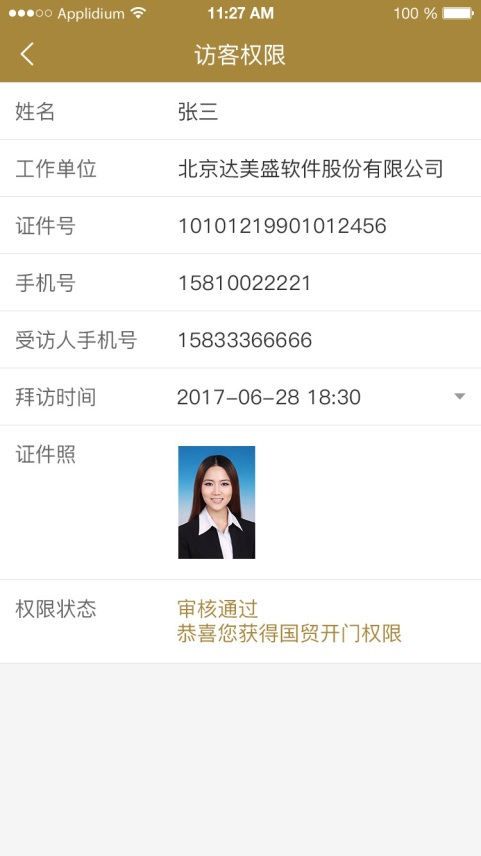 Applidium 11:27 AM 100 %
访客权限
姓名 张三
工作单位 北京达美盛软件股份有限公司
证件号 10101219901012456
手机号 15810022221
受访人手机号 15833366666
拜访时间 2017-06-28 18:30
证件照
权限状态 审核通过
恭喜您获得国贸开门权限